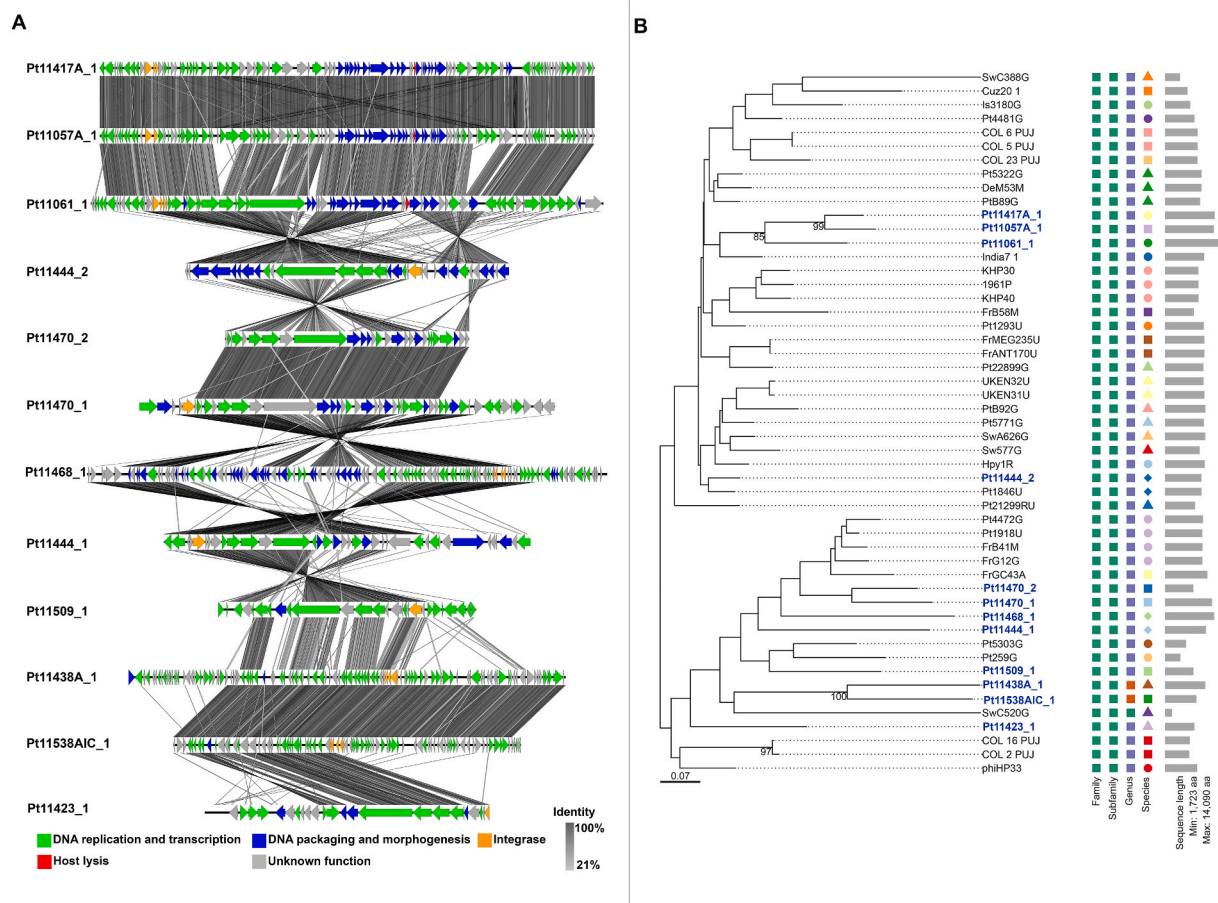 A
Pt11417A_1
Pt11057A_1
Pt11061_1
Pt11444_2
Pt11470_2
Pt11470_1
Pt11468_1
Pt11444_1
Pt11509_1
Pt11438A_1
Pt11538AIC_1
Pt11423_1
DNA replication and transcription
DNA packaging and morphogenesis
Integrase
Host lysis
Unknown function
Identity
100%
21%
B
SwC388G
Cuz20 1
Is3180G
Pt4481G
COL 6 PUJ
COL 5 PUJ
COL 23 PUJ
Pt5322G
DeM53M
PtB89G
Pt11417A_1
99
Pt11057A_1
85
Pt11061_1
India7 1
KHP30
1961P
KHP40
FrB58M
Pt1293U
FrMEG235U
FrANT170U
Pt22899G
UKEN32U
UKEN31U
PtB92G
Pt5771G
SwA626G
Sw577G
Hpy1R
Pt11444_2
Pt1846U
Pt21299RU
Pt4472G
Pt1918U
FrB41M
FrG12G
FrGC43A
Pt11470_2
Pt11470_1
Pt11468_1
Pt11444_1
Pt5303G
Pt259G
Pt11509_1
Pt11438A_1
100
Pt11538AIC_1
SwC520G
Pt11423_1
COL 16 PUJ
97
COL 2 PUJ
phiHP33
0.07
Family
Subfamily
Genus
Species
Sequence length
Min: 1,723 aa
Max: 14,090 aa